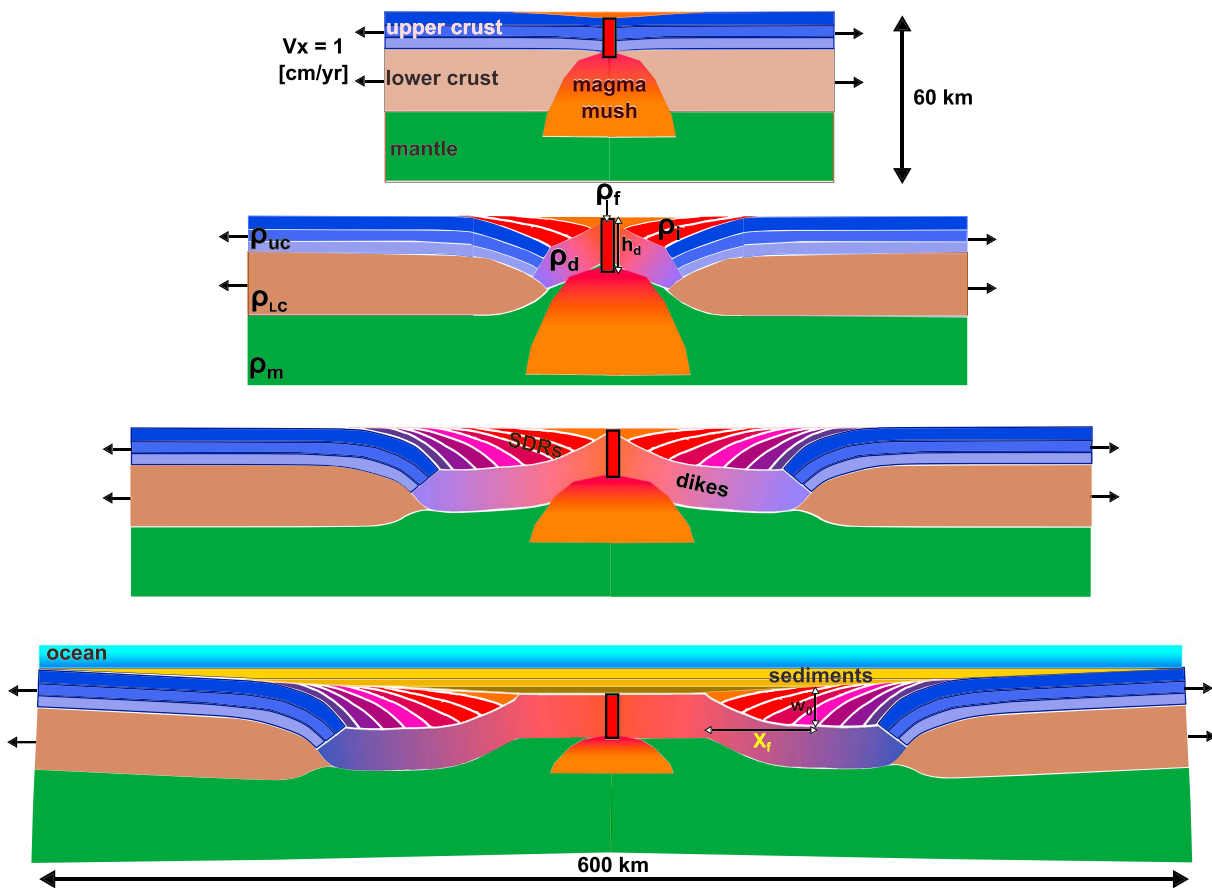 upper crust
Vx = 1
[cm/yr]
lower crust
magma
mush
60 km
mantle
ρf
ρuc
ρi
hd
ρd
ρLC
ρm
SDRs
dikes
ocean
sediments
w₀
Xf
600 km